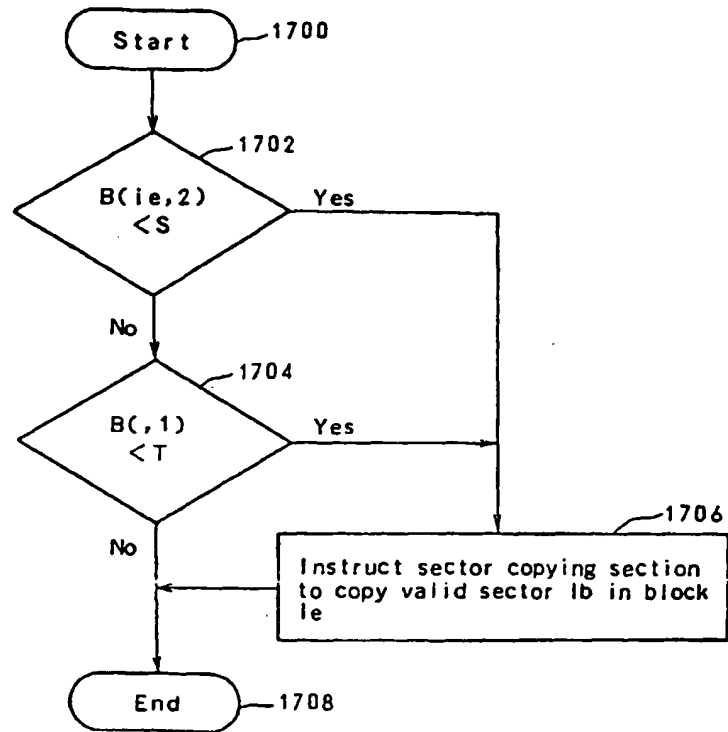 Start
1700
1702
B(ie,2)
<S
Yes
No
1704
B(,1)
<T
Yes
No
1706
Instruct sector copying section
to copy valid sector Ib in block
Ie
End
1708